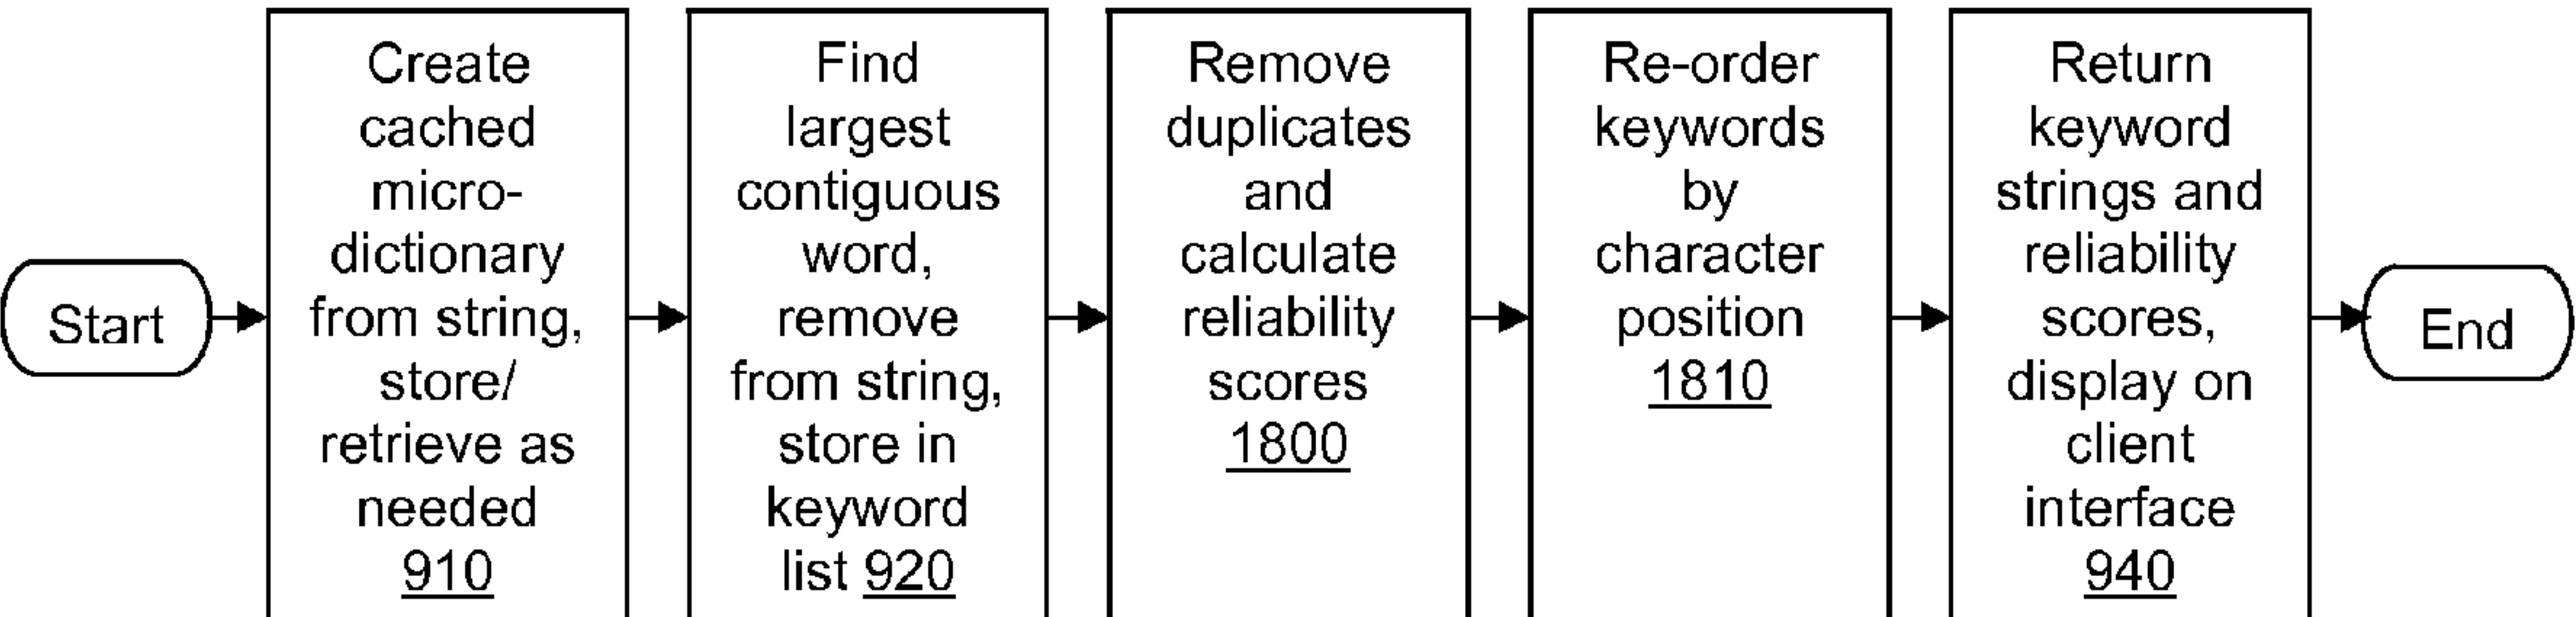 Start
Create
cached
micro-
dictionary
from string,
store/
retrieve as
needed
910
Find
largest
contiguous
word,
remove
from string,
store in
keyword
list 920
Remove
duplicates
and
calculate
reliability
scores
1800
Re-order
keywords
by
character
position
1810
Return
keyword
strings and
reliability
scores,
display on
client
interface
940
End